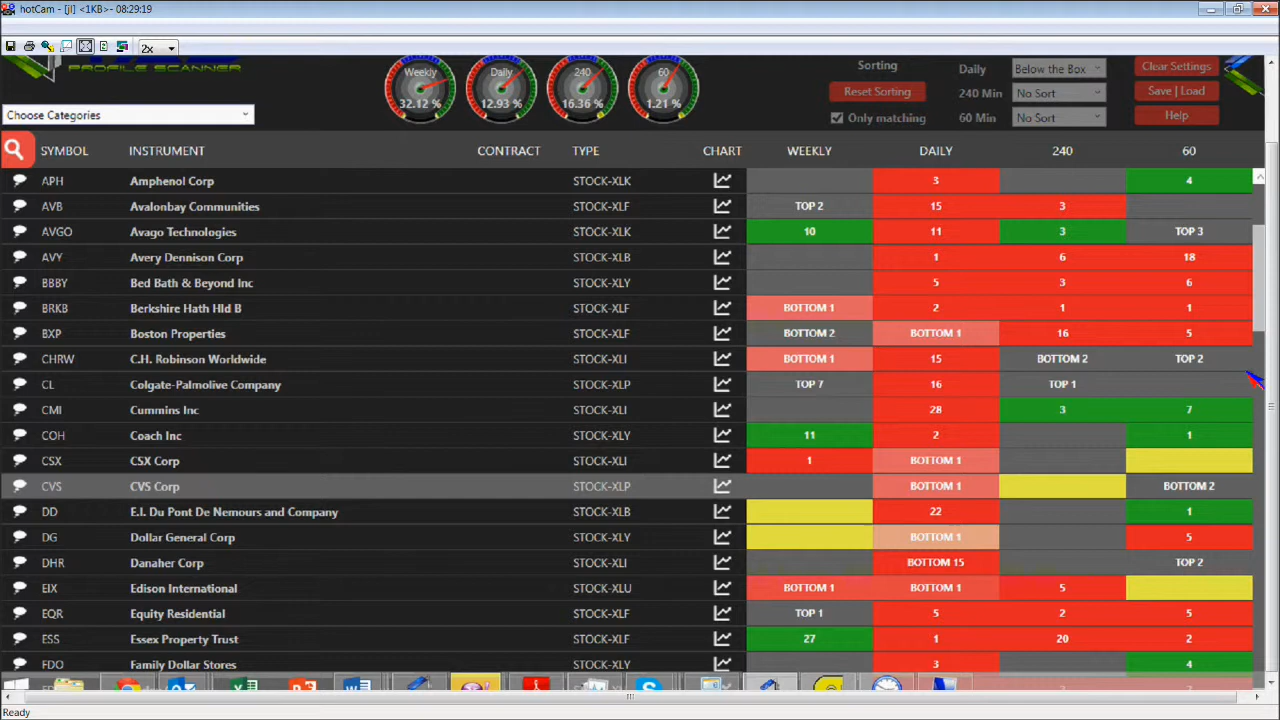 hotCam - [jl] <1KB>- 08:29:19
2x
PROFILE SCANNER
Choose Categories
Weekly 32.12 %
Daily 12.93 %
240 16.36 %
60 1.21 %
Sorting
Reset Sorting
Only matching
Daily Below the Box
240 Min No Sort
60 Min No Sort
Clear Settings
Save | Load
Help
SYMBOL INSTRUMENT CONTRACT TYPE CHART WEEKLY DAILY 240 60
APH Amphenol Corp STOCK-XLK 3 4
AVB Avalonbay Communities STOCK-XLF TOP 2 15 3
AVGO Avago Technologies STOCK-XLK 10 11 3 TOP 3
AVY Avery Dennison Corp STOCK-XLB 1 6 18
BBBY Bed Bath & Beyond Inc STOCK-XLY 5 3 6
BRKB Berkshire Hath Hld B STOCK-XLF BOTTOM 1 2 1 1
BXP Boston Properties STOCK-XLF BOTTOM 2 BOTTOM 1 16 5
CHRW C.H. Robinson Worldwide STOCK-XLI BOTTOM 1 15 BOTTOM 2 TOP 2
CL Colgate-Palmolive Company STOCK-XLP TOP 7 16 TOP 1
CMI Cummins Inc STOCK-XLI 28 3 7
COH Coach Inc STOCK-XLY 11 2 1
CSX CSX Corp STOCK-XLI 1 BOTTOM 1
CVS CVS Corp STOCK-XLP BOTTOM 1 BOTTOM 2
DD E.I. Du Pont De Nemours and Company STOCK-XLB 22 1
DG Dollar General Corp STOCK-XLY BOTTOM 1 5
DHR Danaher Corp STOCK-XLI BOTTOM 15 TOP 2
EIX Edison International STOCK-XLU BOTTOM 1 BOTTOM 1 5
EQR Equity Residential STOCK-XLF TOP 1 5 2 5
ESS Essex Property Trust STOCK-XLF 27 1 20 2
FDO Family Dollar Stores STOCK-XLY 3 4
Ready